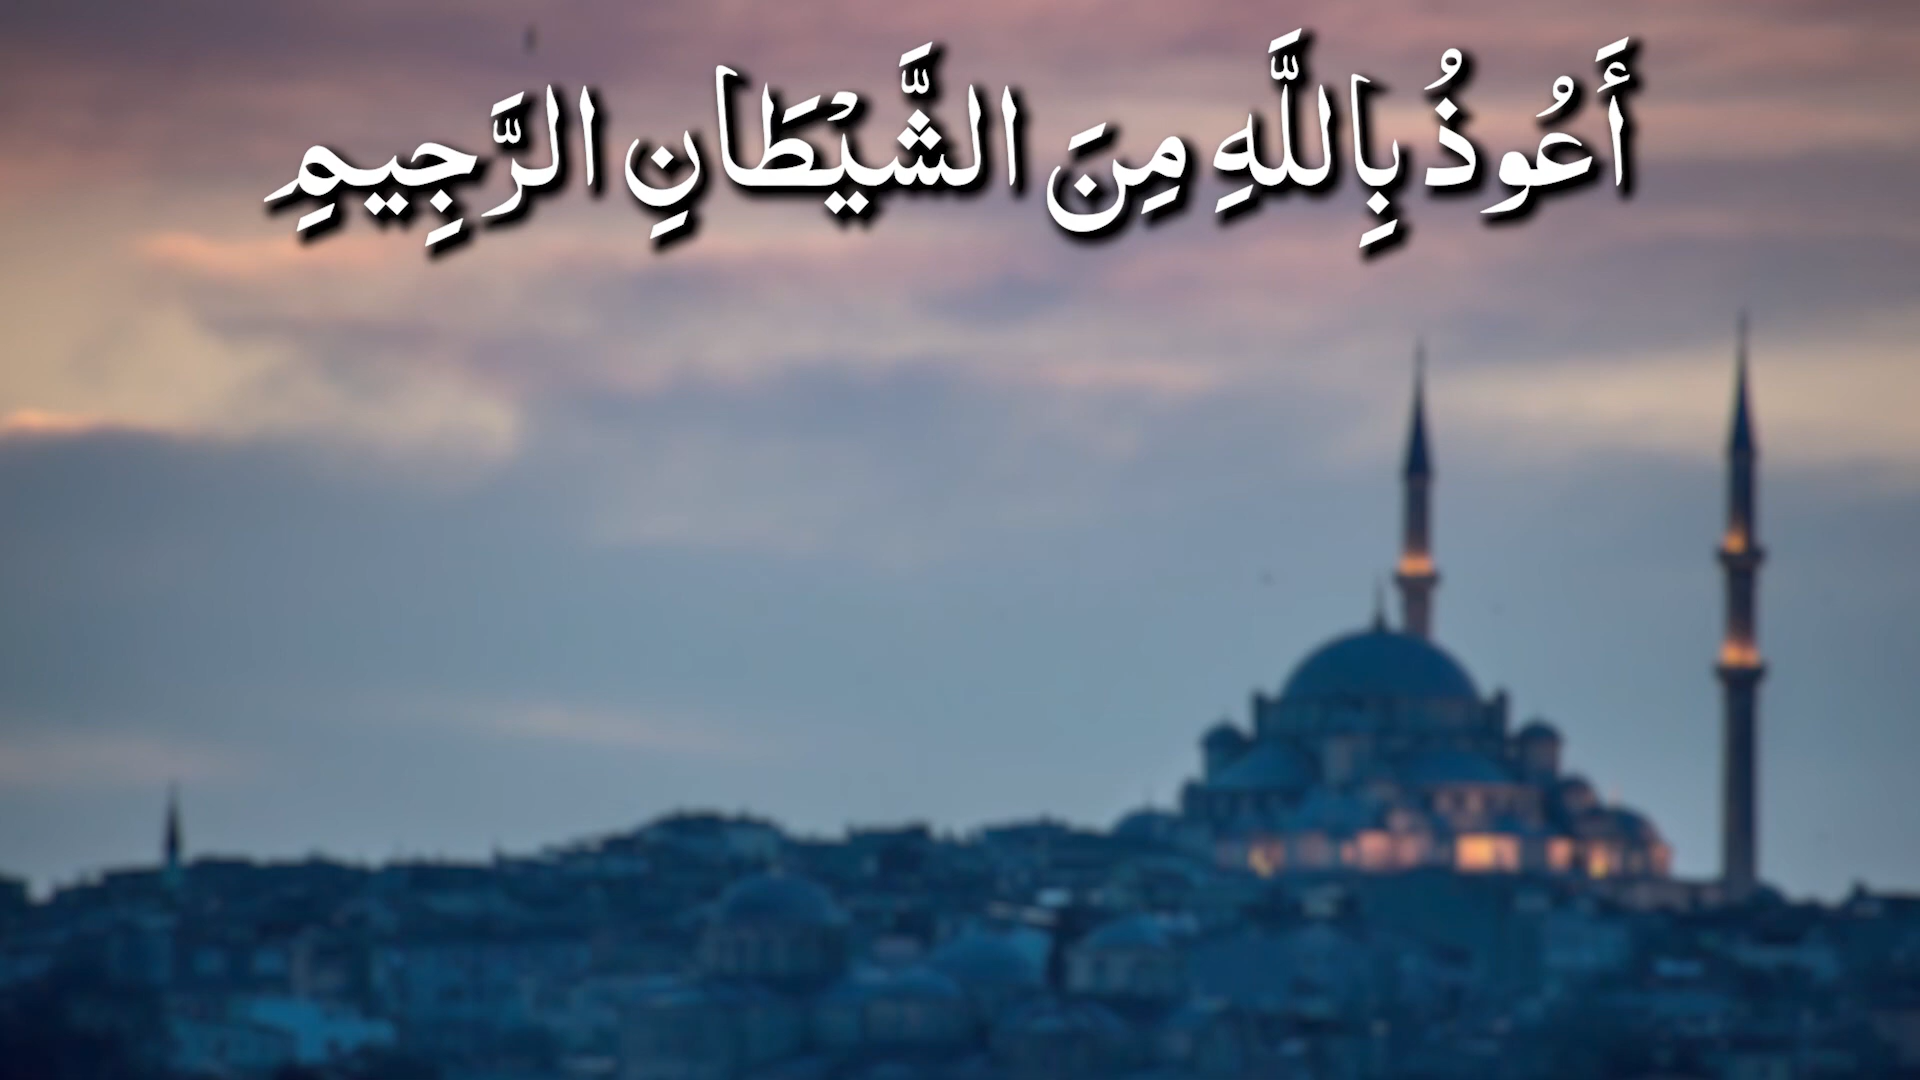 أَعُوذُ بِاللَّهِ مِنَ الشَّيْطَانِ الرَّجِيمِ